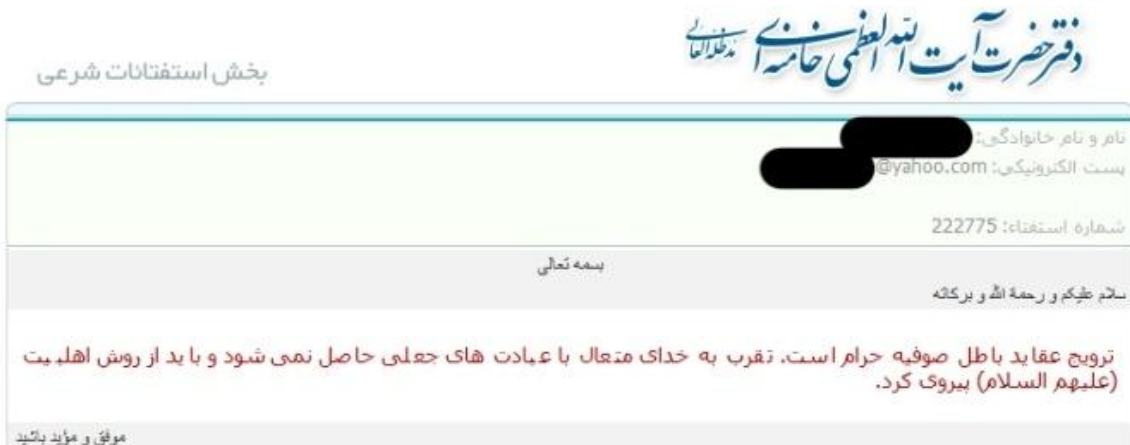 دفتر حضرت آیت الله العظمی خامنه‌ای مدظله‌العالی
بخش استفتائات شرعی
نام و نام خانوادگی:
پست الکترونیکی: @yahoo.com
شماره استفتاء: 222775
بسمه تعالی
سلام علیکم و رحمة الله و برکاته
ترویج عقاید باطل صوفیه حرام است. تقرب به خدای متعال با عبادت های جعلی حاصل نمی شود و باید از روش اهلبیت
(علیهم السلام) پیروی کرد.
موفق و مؤید باشید